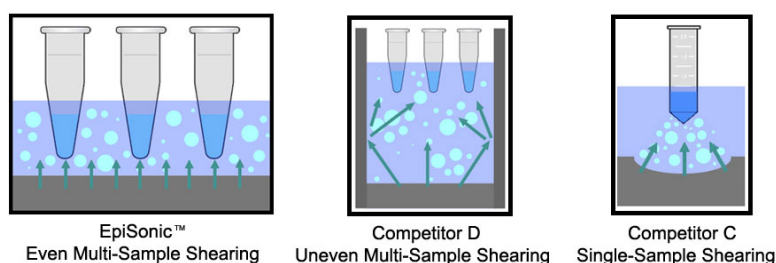 EpiSonic™
Even Multi-Sample Shearing
Competitor D
Uneven Multi-Sample Shearing
Competitor C
Single-Sample Shearing